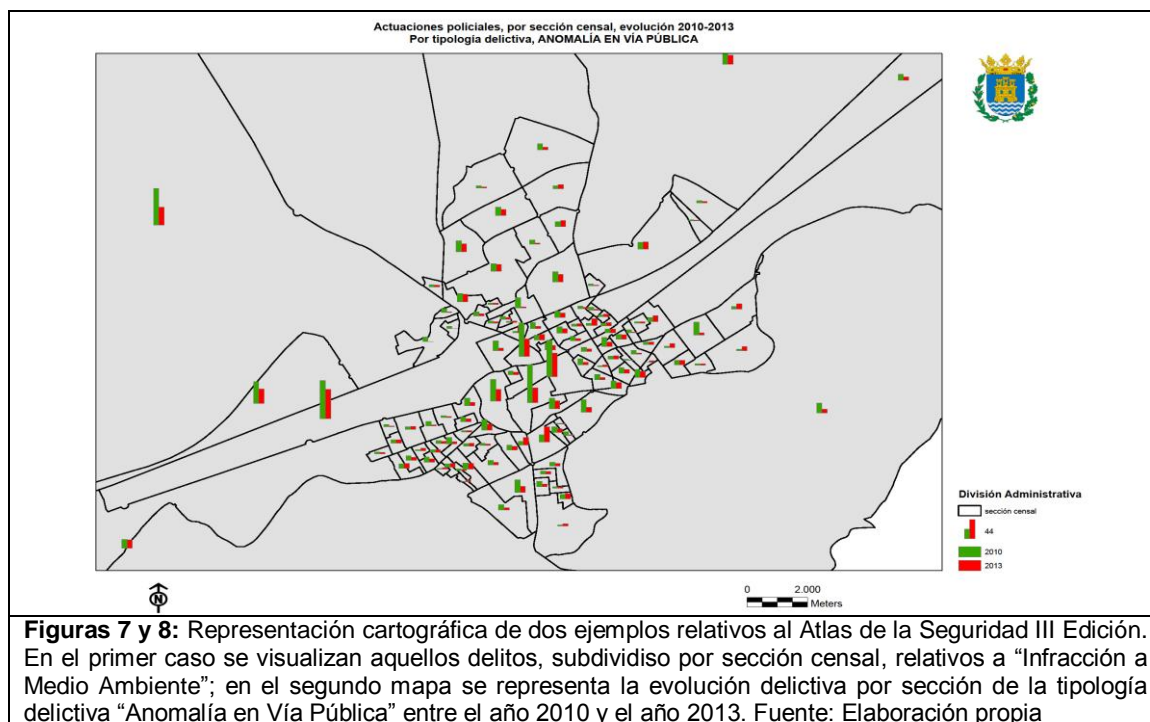 Actuaciones policiales, por sección censal, evolución 2010-2013
Por tipología delictiva, ANOMALÍA EN VÍA PÚBLICA
División Administrativa
sección censal
44
2010
2013
N
0 2.000
Meters
Figuras 7 y 8: Representación cartográfica de dos ejemplos relativos al Atlas de la Seguridad III Edición.
En el primer caso se visualizan aquellos delitos, subdividiso por sección censal, relativos a “Infracción a
Medio Ambiente”; en el segundo mapa se representa la evolución delictiva por sección de la tipología
delictiva “Anomalía en Vía Pública” entre el año 2010 y el año 2013. Fuente: Elaboración propia